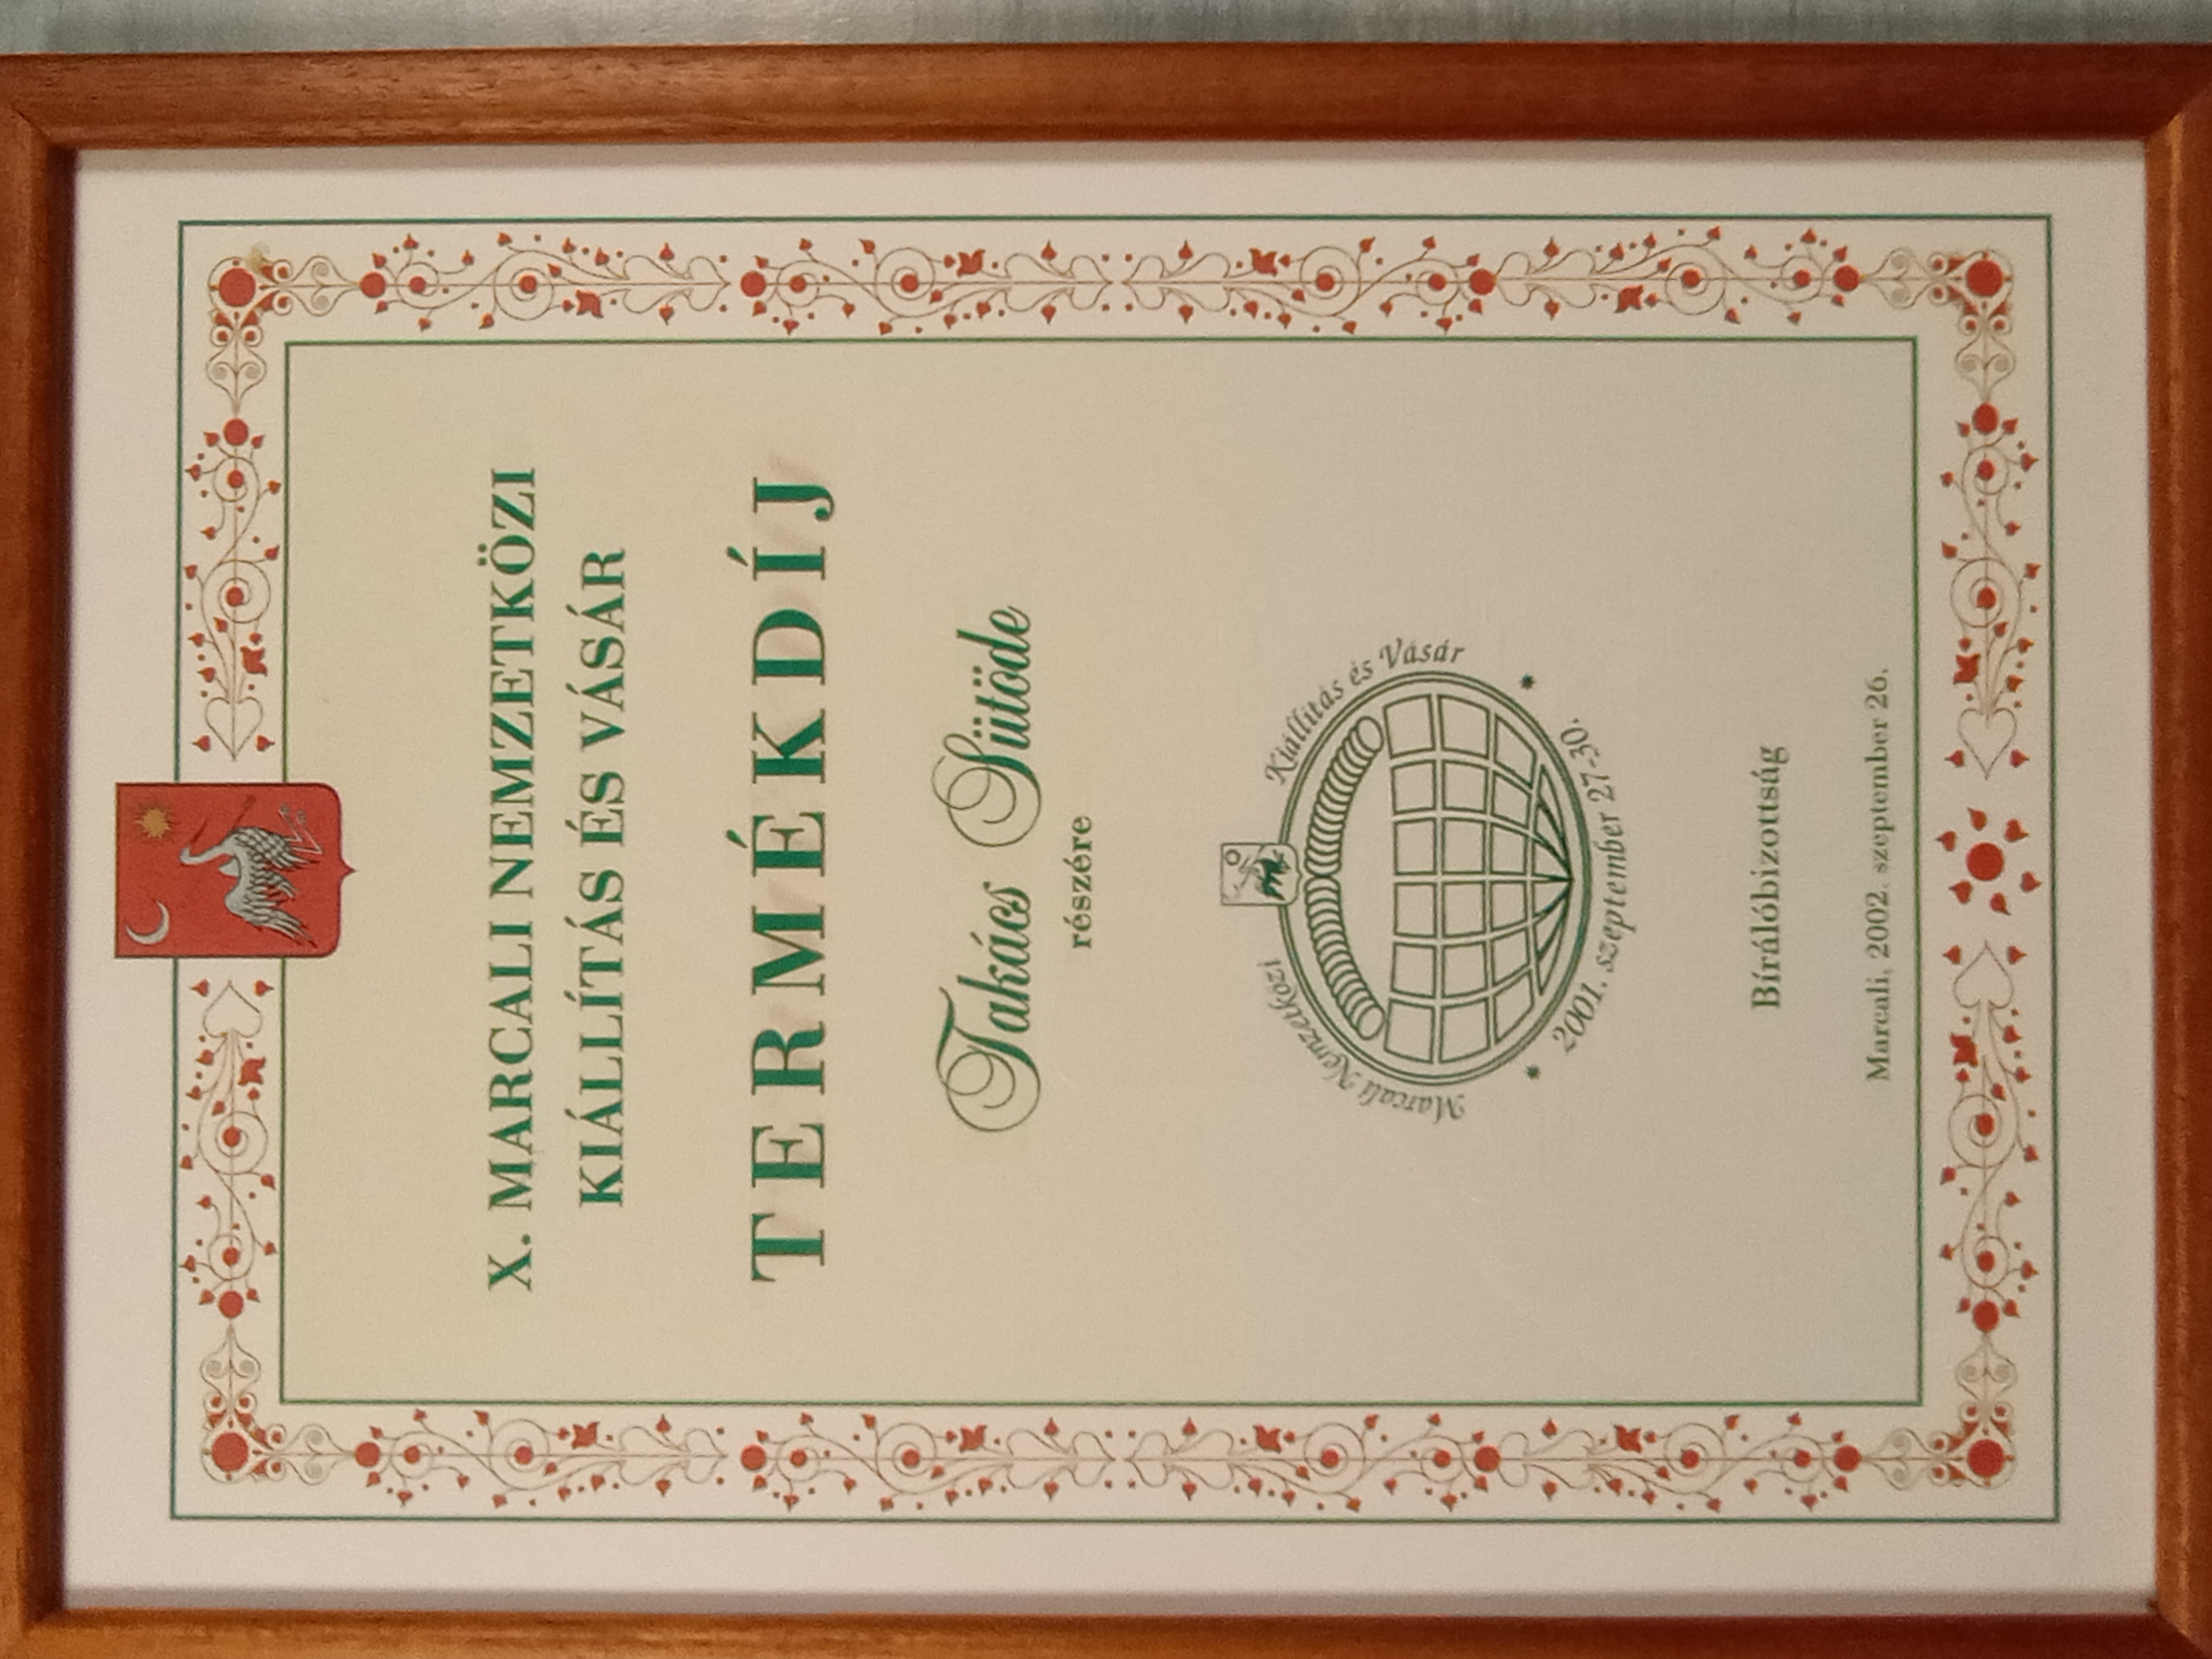 X. MARCALI NEMZETKÖZI
KIÁLLÍTÁS ÉS VÁSÁR
TERMÉKDÍJ
Takács Sütöde
részére
Marcali Nemzetközi Kiállítás és Vásár
* 2001. szeptember 27-30. *
Bírálóbizottság
Marcali, 2002. szeptember 26.